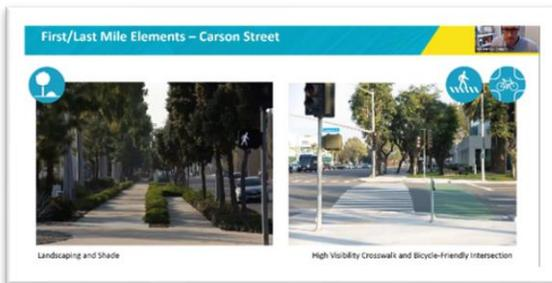 First/Last Mile Elements – Carson Street
Landscaping and Shade
High Visibility Crosswalk and Bicycle-Friendly Intersection